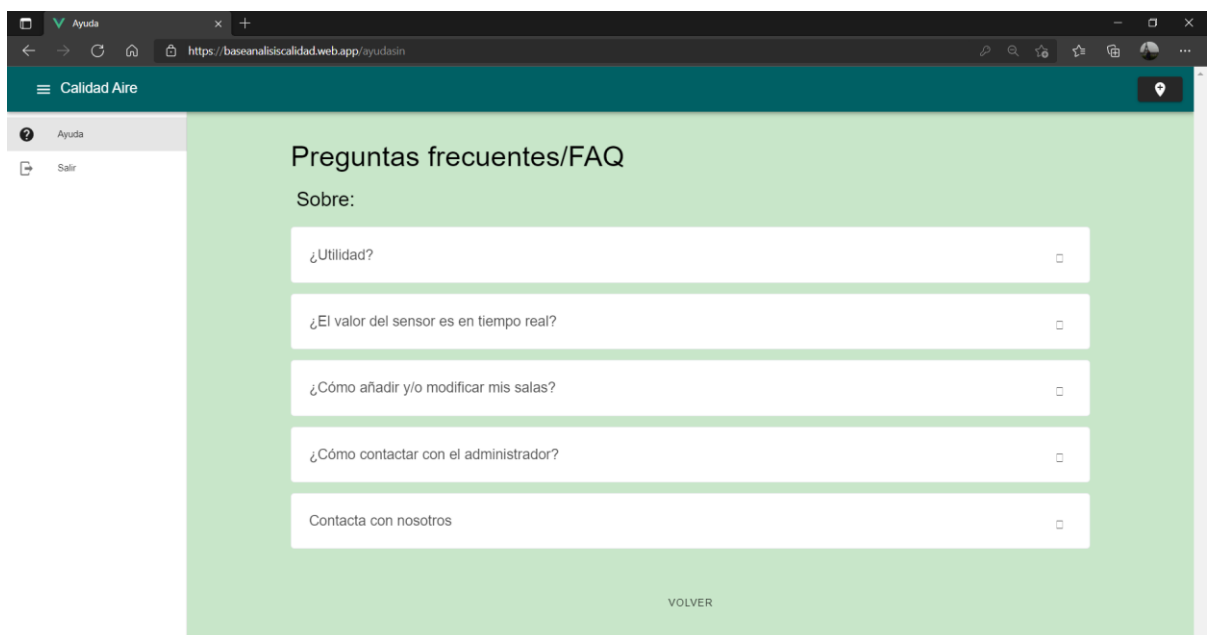 Ayuda
https://baseanalisiscalidad.web.app/ayudasin
Calidad Aire
Ayuda
Salir
Preguntas frecuentes/FAQ
Sobre:
¿Utilidad?
¿El valor del sensor es en tiempo real?
¿Cómo añadir y/o modificar mis salas?
¿Cómo contactar con el administrador?
Contacta con nosotros
VOLVER